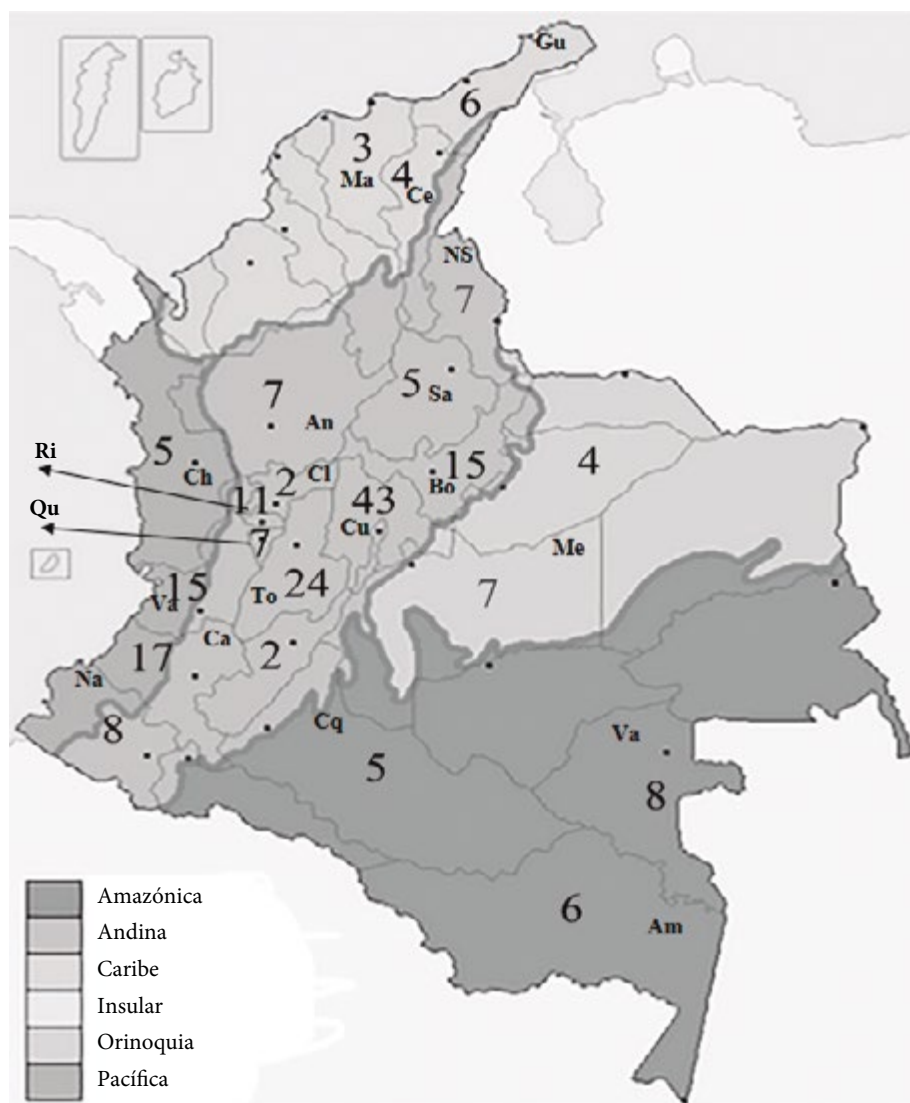 Gu
6
3
Ma
4
Ce
NS
7
5
Sa
7
An
Ri
5
Ch
Cl
2
11
15
Bo
4
43
Cu
Qu
7
Me
15
Va
To
24
7
Ca
2
17
Na
8
Cq
5
Va
8
6
Am
Amazónica
Andina
Caribe
Insular
Orinoquia
Pacífica